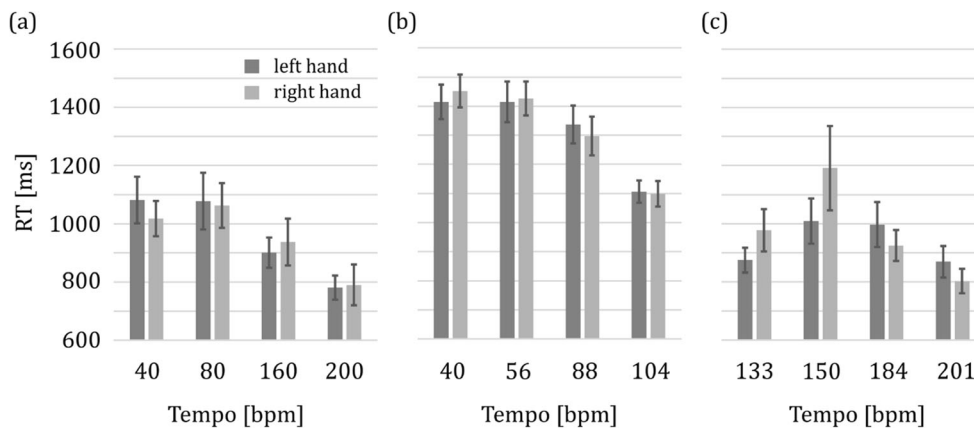 (a)
(b)
(c)
1600
1400
1200
1000
800
600
RT [ms]
left hand
right hand
40 80 160 200
40 56 88 104
133 150 184 201
Tempo [bpm]
Tempo [bpm]
Tempo [bpm]